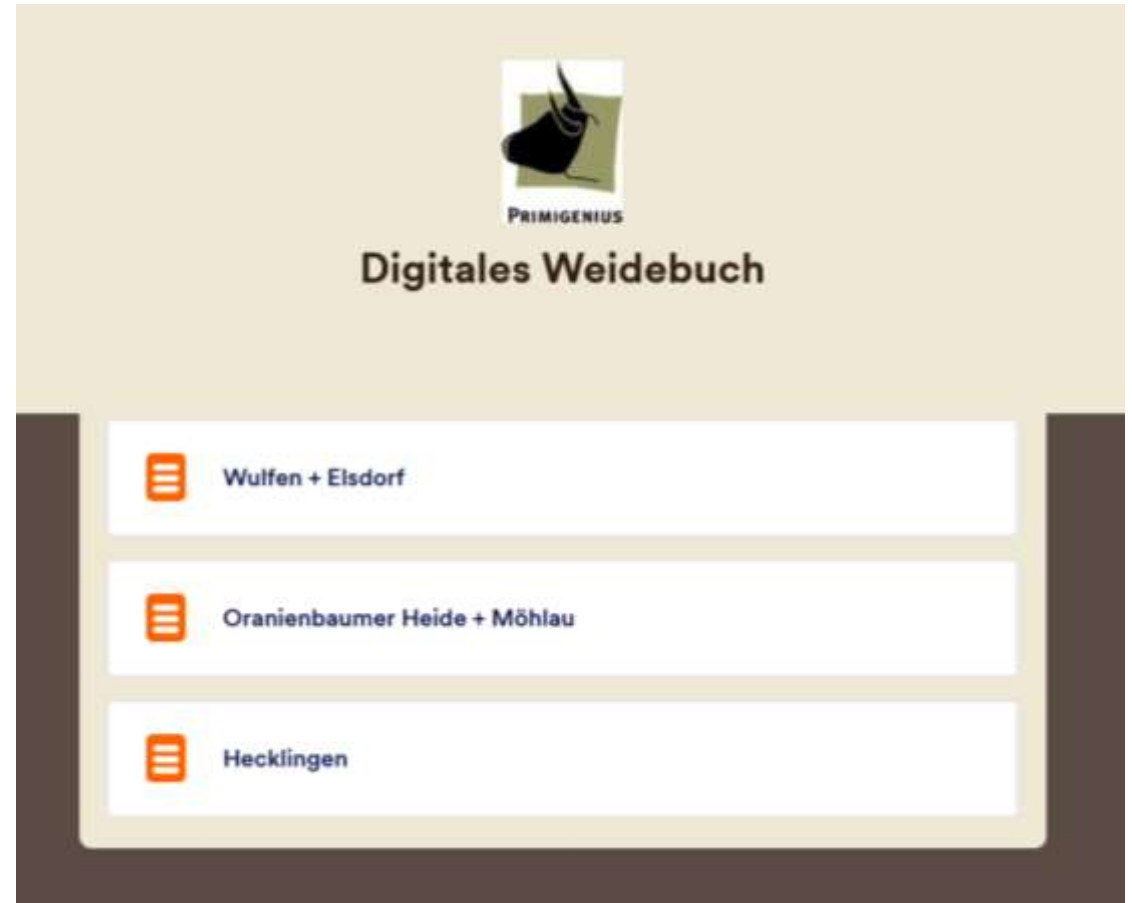 PRIMIGENIUS
Digitales Weidebuch
Wulfen + Elsdorf
Oranienbaumer Heide + Möhlau
Hecklingen